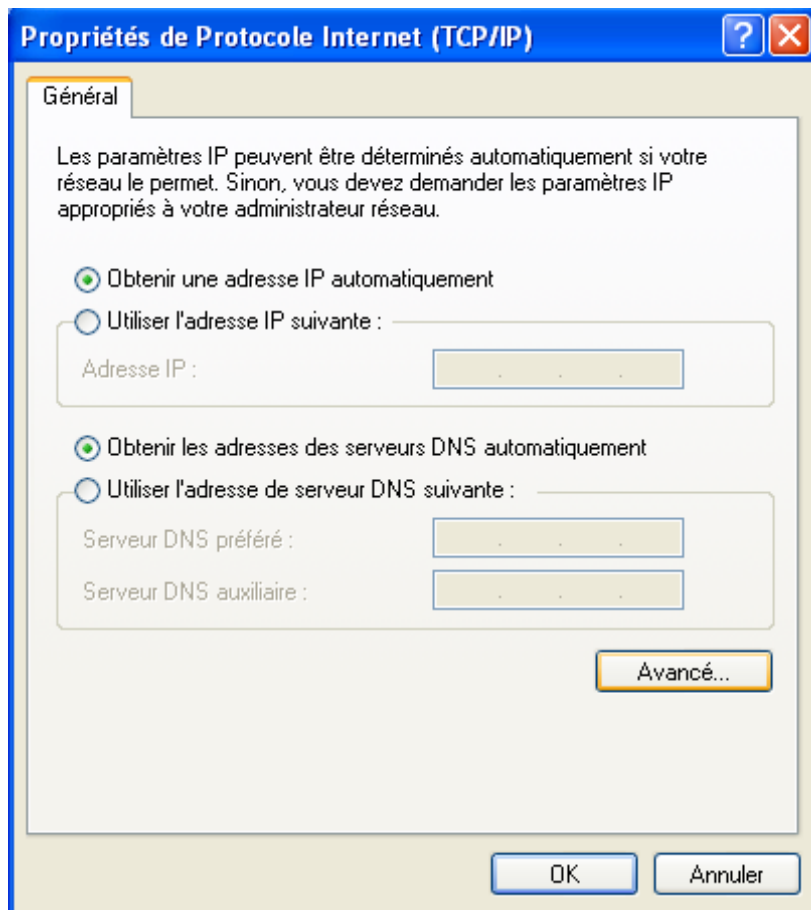 Propriétés de Protocole Internet (TCP/IP)
Général
Les paramètres IP peuvent être déterminés automatiquement si votre
réseau le permet. Sinon, vous devez demander les paramètres IP
appropriés à votre administrateur réseau.
Obtenir une adresse IP automatiquement
Utiliser l'adresse IP suivante :
Adresse IP :
Obtenir les adresses des serveurs DNS automatiquement
Utiliser l'adresse de serveur DNS suivante :
Serveur DNS préféré :
Serveur DNS auxiliaire :
Avancé...
OK Annuler